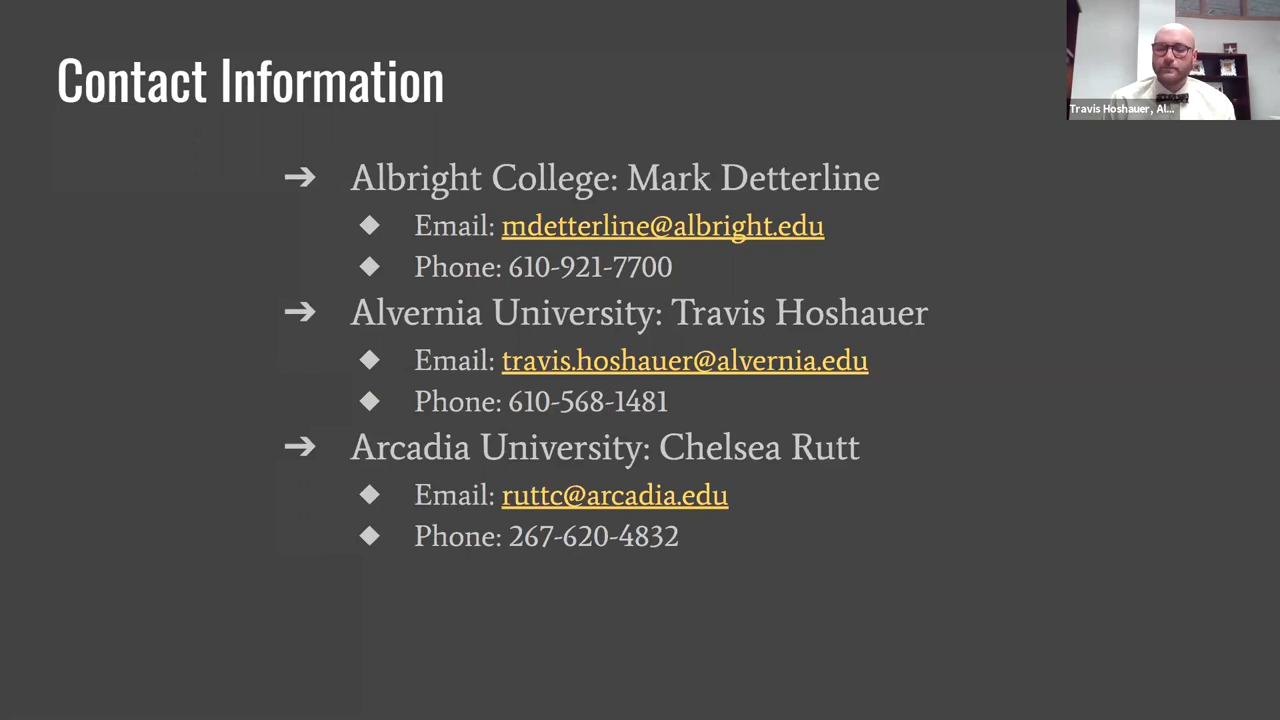 Contact Information
Travis Hoshauer, Al...
➔ Albright College: Mark Detterline
◆ Email: mdetterline@albright.edu
◆ Phone: 610-921-7700
➔ Alvernia University: Travis Hoshauer
◆ Email: travis.hoshauer@alvernia.edu
◆ Phone: 610-568-1481
➔ Arcadia University: Chelsea Rutt
◆ Email: ruttc@arcadia.edu
◆ Phone: 267-620-4832